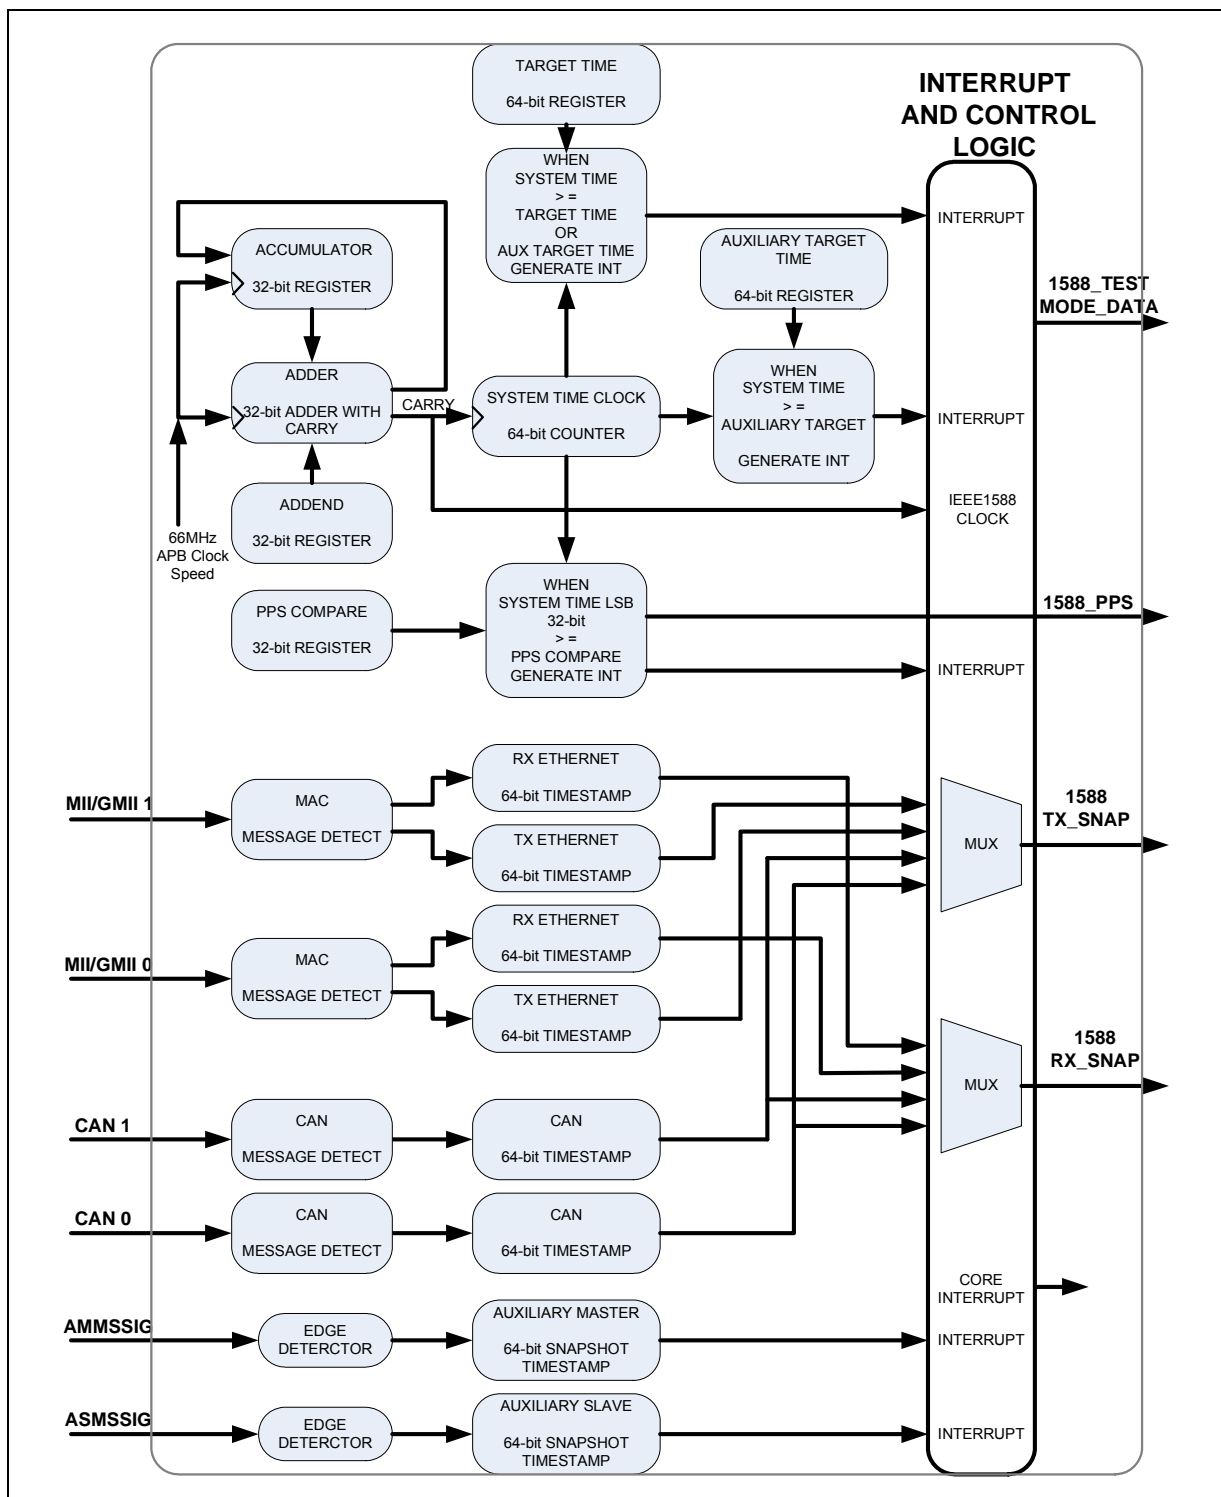 TARGET TIME
64-bit REGISTER
INTERRUPT
AND CONTROL
LOGIC
WHEN
SYSTEM TIME
> =
TARGET TIME
OR
AUX TARGET TIME
GENERATE INT
INTERRUPT
ACCUMULATOR
32-bit REGISTER
AUXILIARY TARGET
TIME
64-bit REGISTER
1588_TEST
MODE_DATA
ADDER
32-bit ADDER WITH
CARRY
CARRY
SYSTEM TIME CLOCK
64-bit COUNTER
WHEN
SYSTEM TIME
> =
AUXILIARY TARGET
GENERATE INT
INTERRUPT
ADDEND
32-bit REGISTER
IEEE1588
CLOCK
66MHz
APB Clock
Speed
PPS COMPARE
32-bit REGISTER
WHEN
SYSTEM TIME LSB
32-bit
> =
PPS COMPARE
GENERATE INT
1588_PPS
INTERRUPT
MII/GMII 1
MAC
MESSAGE DETECT
RX ETHERNET
64-bit TIMESTAMP
TX ETHERNET
64-bit TIMESTAMP
MUX
1588
TX_SNAP
MII/GMII 0
MAC
MESSAGE DETECT
RX ETHERNET
64-bit TIMESTAMP
TX ETHERNET
64-bit TIMESTAMP
MUX
1588
RX_SNAP
CAN 1
CAN
MESSAGE DETECT
CAN
64-bit TIMESTAMP
CAN 0
CAN
MESSAGE DETECT
CAN
64-bit TIMESTAMP
CORE
INTERRUPT
AMMSSIG
EDGE
DETERCTOR
AUXILIARY MASTER
64-bit SNAPSHOT
TIMESTAMP
INTERRUPT
ASMSSIG
EDGE
DETERCTOR
AUXILIARY SLAVE
64-bit SNAPSHOT
TIMESTAMP
INTERRUPT